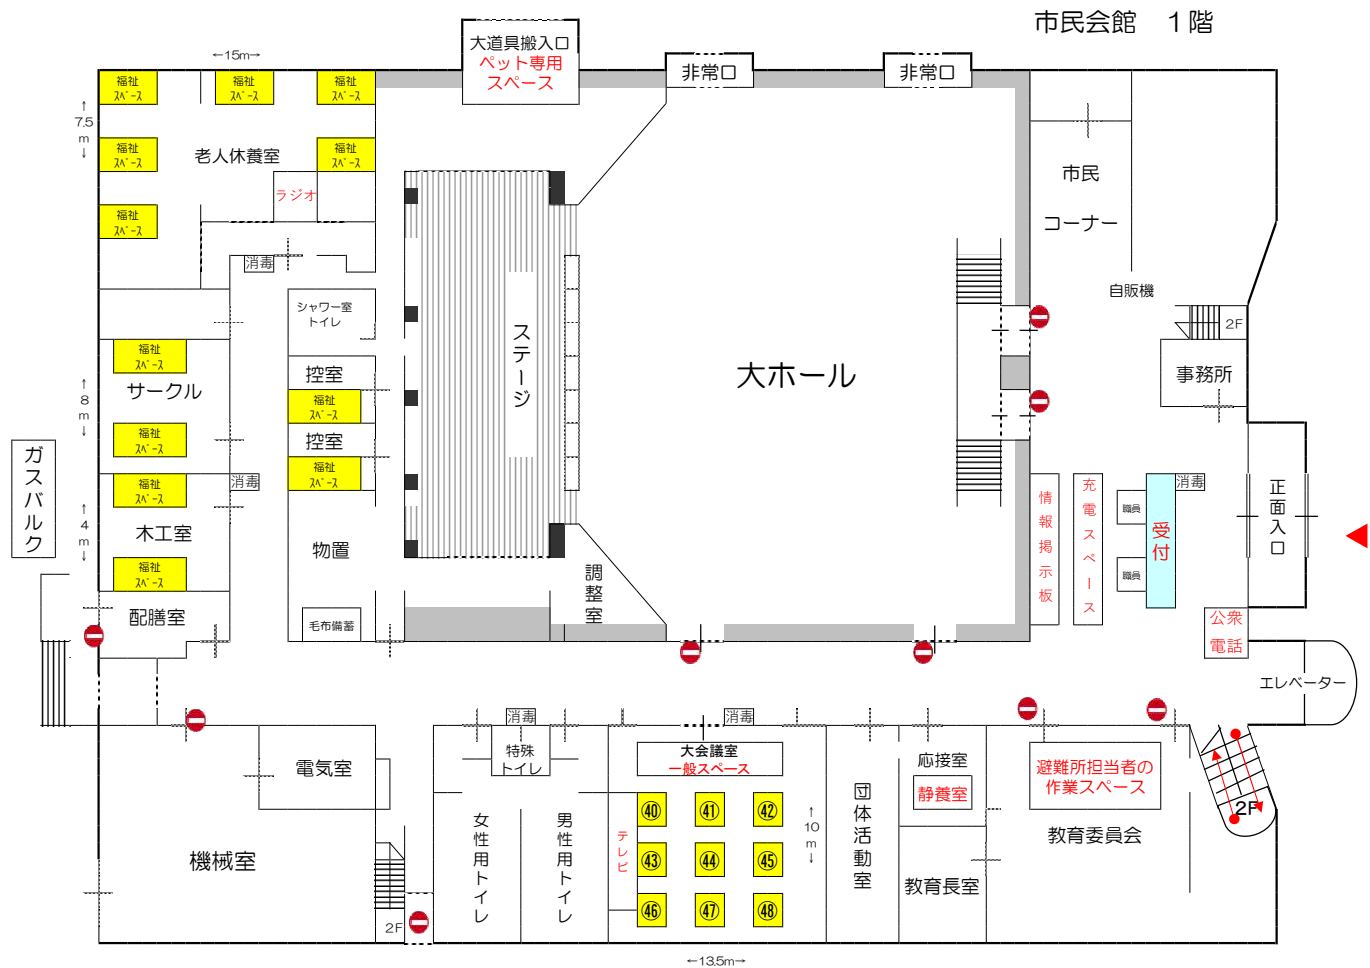 市民会館　１階
大道具搬入口
ペット専用
スペース
非常口
非常口
←15m→
↑
7.5
m
↓
福祉
スペース
福祉
スペース
福祉
スペース
福祉
スペース
老人休養室
福祉
スペース
ラジオ
福祉
スペース
消毒
市民
コーナー
自販機
2F
事務所
シャワー室
トイレ
ステージ
大ホール
福祉
スペース
サークル
控室
福祉
スペース
↑
8
m
↓
福祉
スペース
控室
福祉
スペース
ガスバルク
消毒
福祉
スペース
↑
4
m
↓
木工室
物置
福祉
スペース
調整室
配膳室
毛布備蓄
情報掲示板
充電スペース
職員
職員
受付
消毒
正面入口
公衆
電話
エレベーター
消毒
消毒
電気室
特殊
トイレ
大会議室
一般スペース
応接室
静養室
避難所担当者の
作業スペース
2F
機械室
女性用トイレ
男性用トイレ
テレビ
㊵
㊶
㊷
㊸
㊹
㊺
㊻
㊼
㊽
↑
10
m
↓
団体活動室
教育長室
教育委員会
2F
←13.5m→